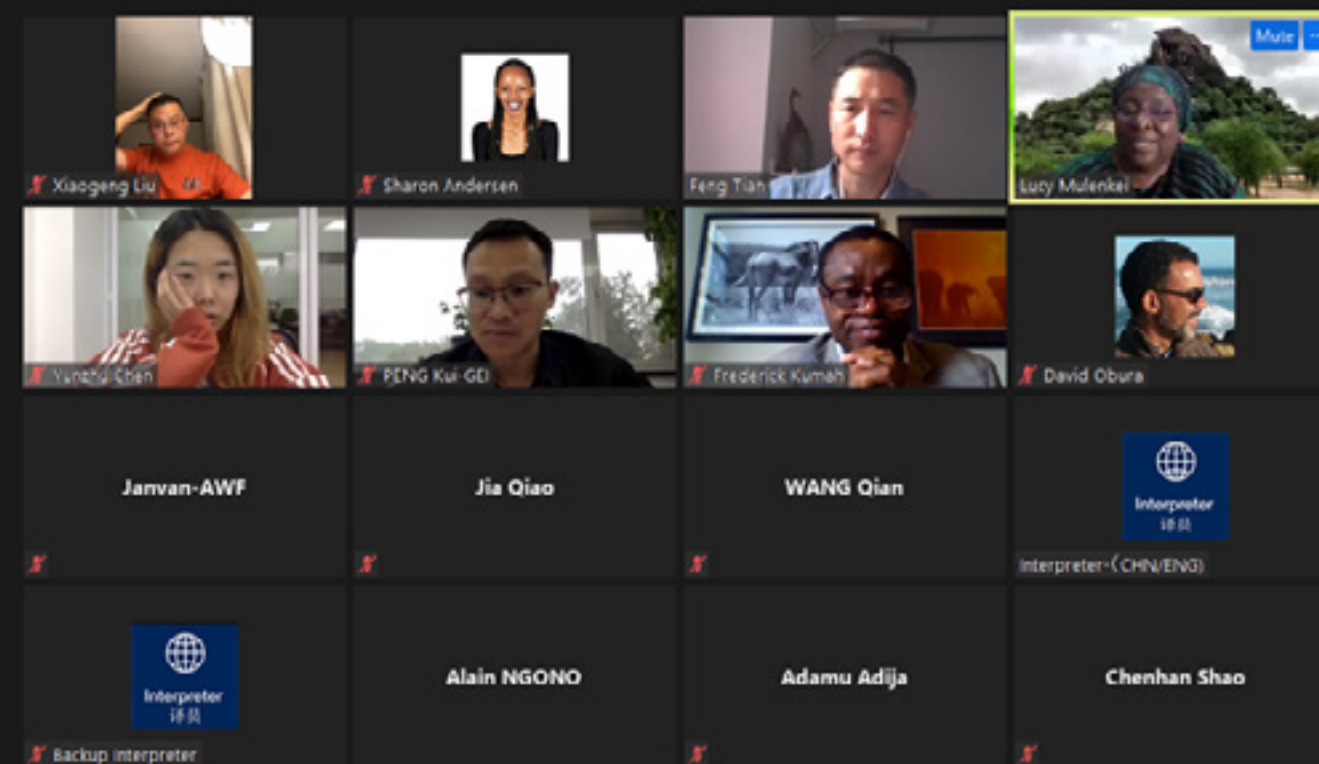 Mute
Xiaogeng Liu
Sharon Andersen
Feng Tian
Lucy Mulenkei
Yunzhu Chen
PENG Kui-GEI
Frederick Kumah
David Obura
Janvan-AWF
Jia Qiao
WANG Qian
Interpreter
译员
Interpreter-(CHN/ENG)
Interpreter
译员
Backup Interpreter
Alain NGONO
Adamu Adija
Chenhan Shao